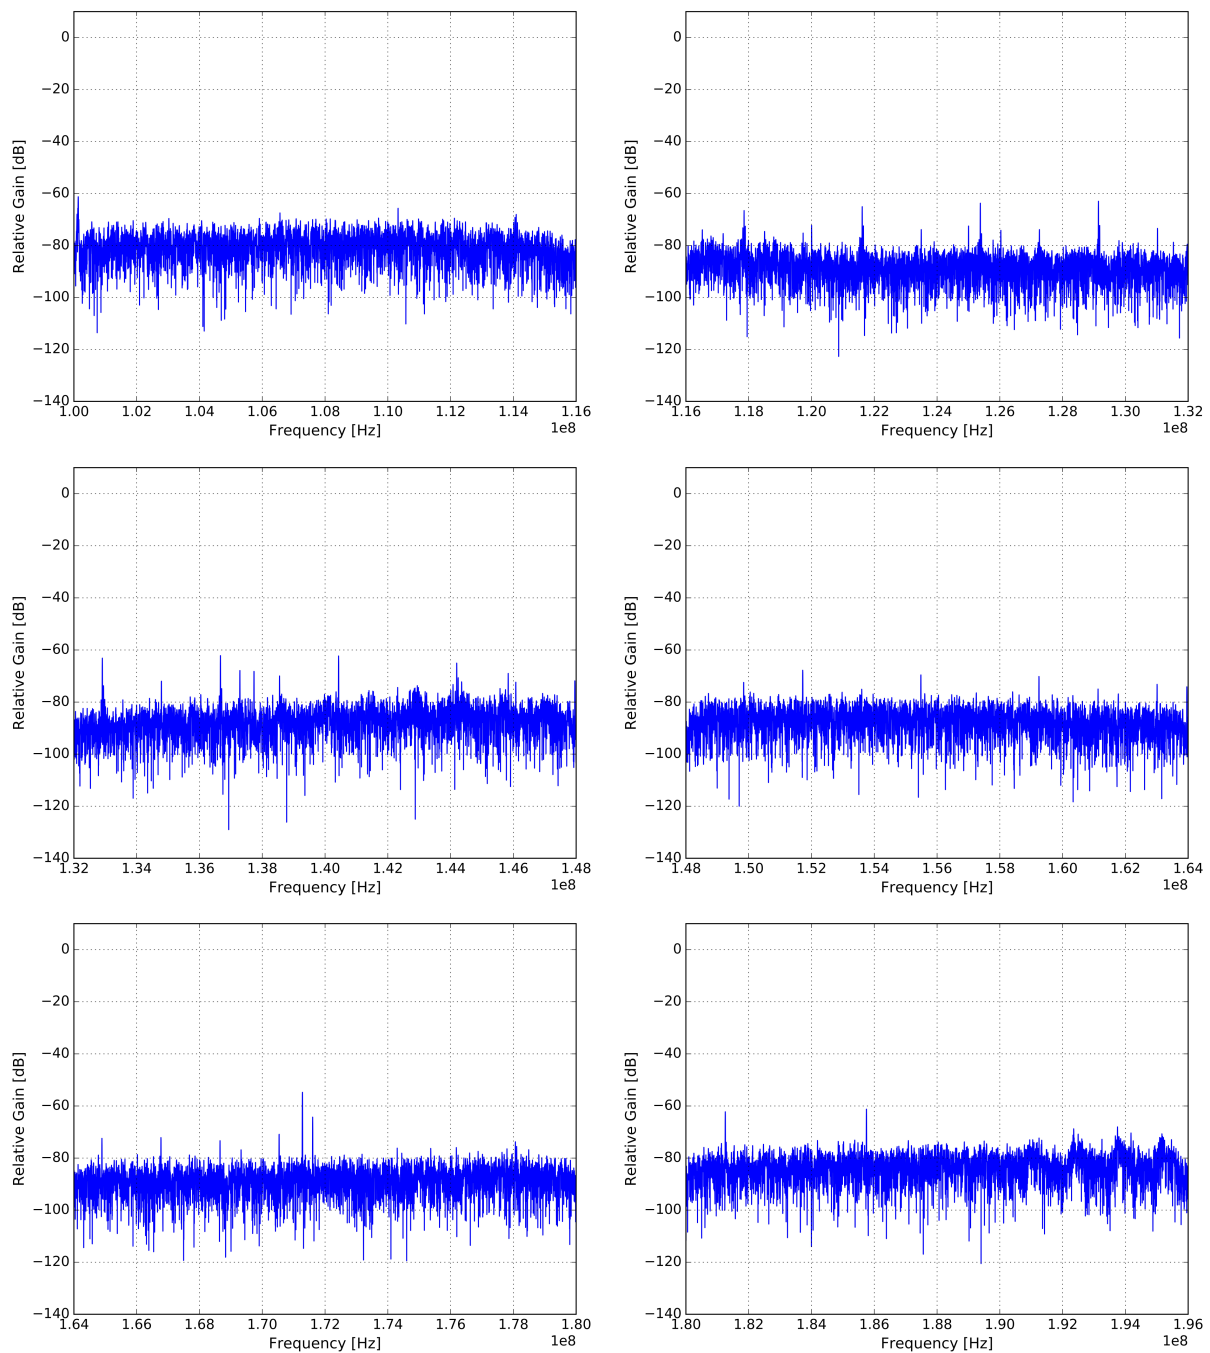 0
−20
−40
−60
−80
−100
−120
−140
Relative Gain [dB]
1.00 1.02 1.04 1.06 1.08 1.10 1.12 1.14 1.16
Frequency [Hz]
1e8
0
−20
−40
−60
−80
−100
−120
−140
Relative Gain [dB]
1.16 1.18 1.20 1.22 1.24 1.26 1.28 1.30 1.32
Frequency [Hz]
1e8
0
−20
−40
−60
−80
−100
−120
−140
Relative Gain [dB]
1.32 1.34 1.36 1.38 1.40 1.42 1.44 1.46 1.48
Frequency [Hz]
1e8
0
−20
−40
−60
−80
−100
−120
−140
Relative Gain [dB]
1.48 1.50 1.52 1.54 1.56 1.58 1.60 1.62 1.64
Frequency [Hz]
1e8
0
−20
−40
−60
−80
−100
−120
−140
Relative Gain [dB]
1.64 1.66 1.68 1.70 1.72 1.74 1.76 1.78 1.80
Frequency [Hz]
1e8
0
−20
−40
−60
−80
−100
−120
−140
Relative Gain [dB]
1.80 1.82 1.84 1.86 1.88 1.90 1.92 1.94 1.96
Frequency [Hz]
1e8